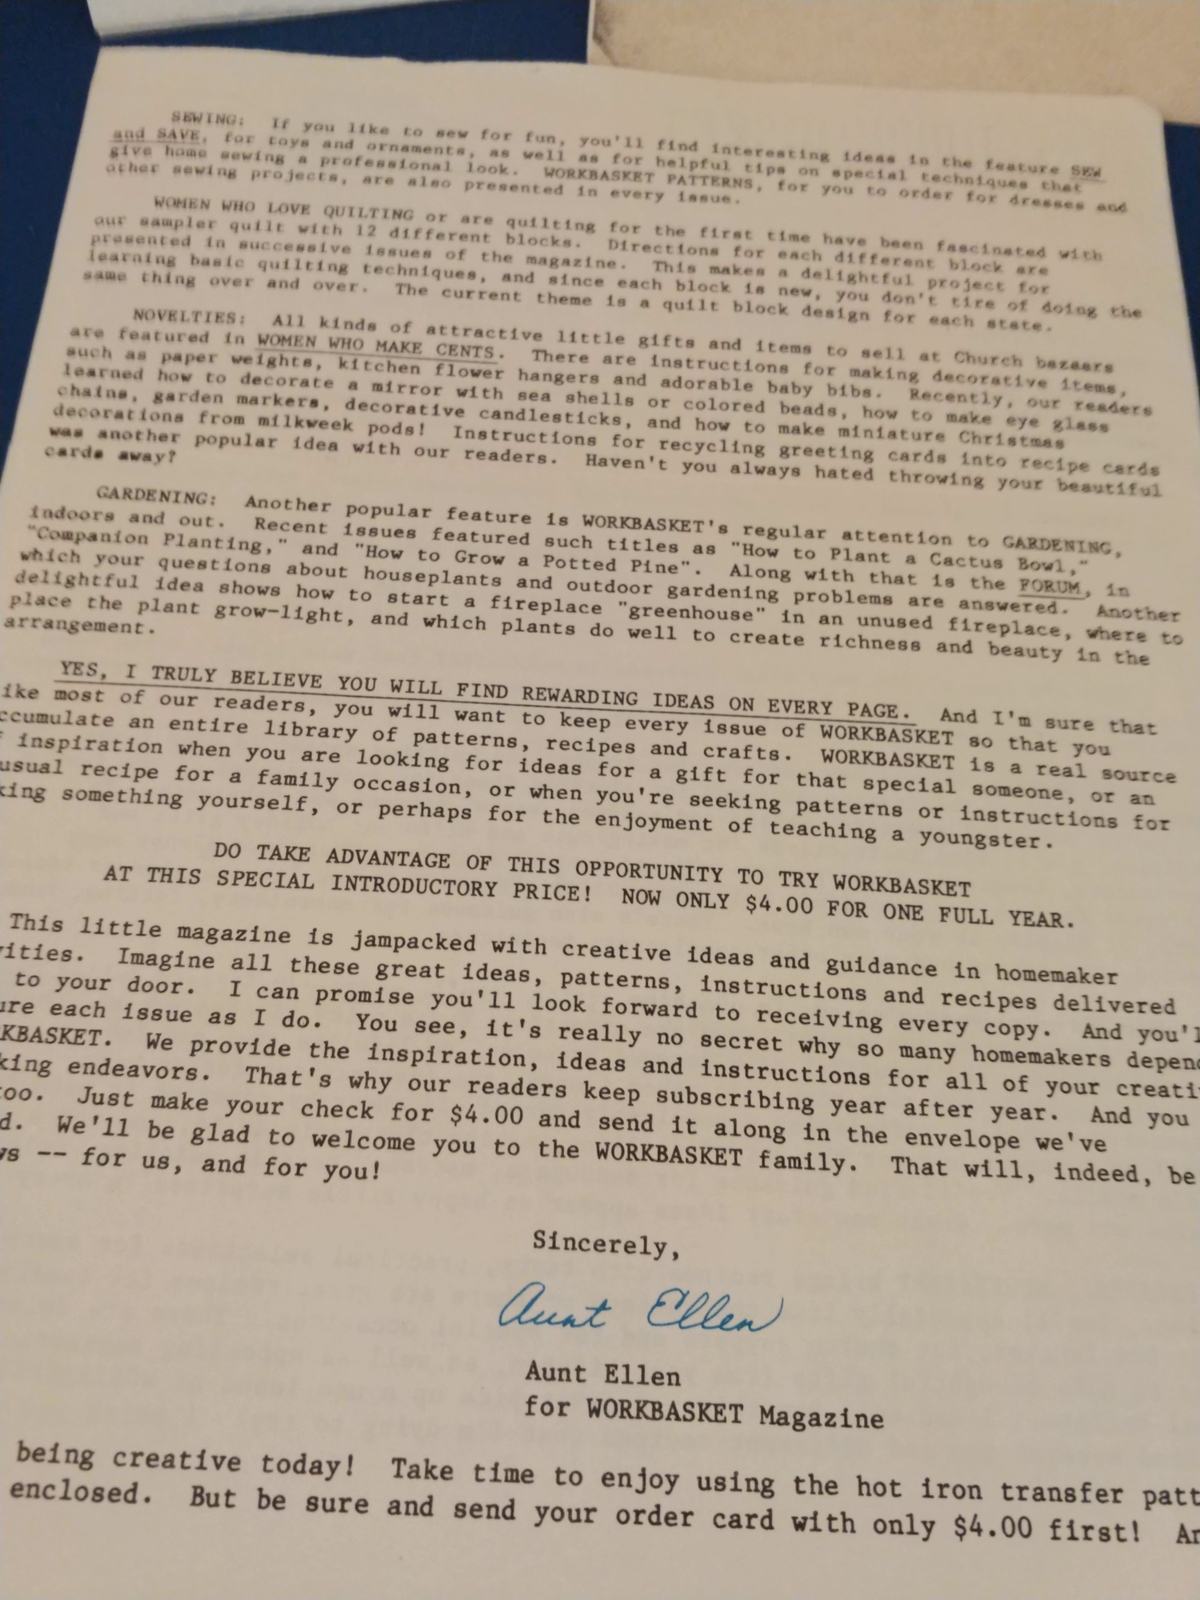 SEWING: If you like to sew for fun, you'll find interesting ideas in the feature SEW
and SAVE, for toys and ornaments, as well as for helpful tips on special techniques that
give home sewing a professional look. WORKBASKET PATTERNS, for you to order for dresses and
other sewing projects, are also presented in every issue.
WOMEN WHO LOVE QUILTING or are quilting for the first time have been fascinated with
our sampler quilt with 12 different blocks. Directions for each different block are
presented in successive issues of the magazine. This makes a delightful project for
learning basic quilting techniques, and since each block is new, you don't tire of doing the
same thing over and over. The current theme is a quilt block design for each state.
NOVELTIES: All kinds of attractive little gifts and items to sell at Church bazaars
are featured in WOMEN WHO MAKE CENTS. There are instructions for making decorative items,
such as paper weights, kitchen flower hangers and adorable baby bibs. Recently, our readers
learned how to decorate a mirror with sea shells or colored beads, how to make eye glass
chains, garden markers, decorative candlesticks, and how to make miniature Christmas
decorations from milkweek pods! Instructions for recycling greeting cards into recipe cards
was another popular idea with our readers. Haven't you always hated throwing your beautiful
cards away?
GARDENING: Another popular feature is WORKBASKET's regular attention to GARDENING,
indoors and out. Recent issues featured such titles as "How to Plant a Cactus Bowl,"
"Companion Planting," and "How to Grow a Potted Pine". Along with that is the FORUM, in
which your questions about houseplants and outdoor gardening problems are answered. Another
delightful idea shows how to start a fireplace "greenhouse" in an unused fireplace, where to
place the plant grow-light, and which plants do well to create richness and beauty in the
arrangement.
YES, I TRULY BELIEVE YOU WILL FIND REWARDING IDEAS ON EVERY PAGE. And I'm sure that
ike most of our readers, you will want to keep every issue of WORKBASKET so that you
ccumulate an entire library of patterns, recipes and crafts. WORKBASKET is a real source
f inspiration when you are looking for ideas for a gift for that special someone, or an
usual recipe for a family occasion, or when you're seeking patterns or instructions for
king something yourself, or perhaps for the enjoyment of teaching a youngster.
DO TAKE ADVANTAGE OF THIS OPPORTUNITY TO TRY WORKBASKET
AT THIS SPECIAL INTRODUCTORY PRICE! NOW ONLY $4.00 FOR ONE FULL YEAR.
This little magazine is jampacked with creative ideas and guidance in homemaker
vities. Imagine all these great ideas, patterns, instructions and recipes delivered
to your door. I can promise you'll look forward to receiving every copy. And you'l
ure each issue as I do. You see, it's really no secret why so many homemakers depend
KBASKET. We provide the inspiration, ideas and instructions for all of your creati
king endeavors. That's why our readers keep subscribing year after year. And you
too. Just make your check for $4.00 and send it along in the envelope we've
d. We'll be glad to welcome you to the WORKBASKET family. That will, indeed, be
ws -- for us, and for you!
Sincerely,
Aunt Ellen
Aunt Ellen
for WORKBASKET Magazine
being creative today! Take time to enjoy using the hot iron transfer patt
enclosed. But be sure and send your order card with only $4.00 first! An